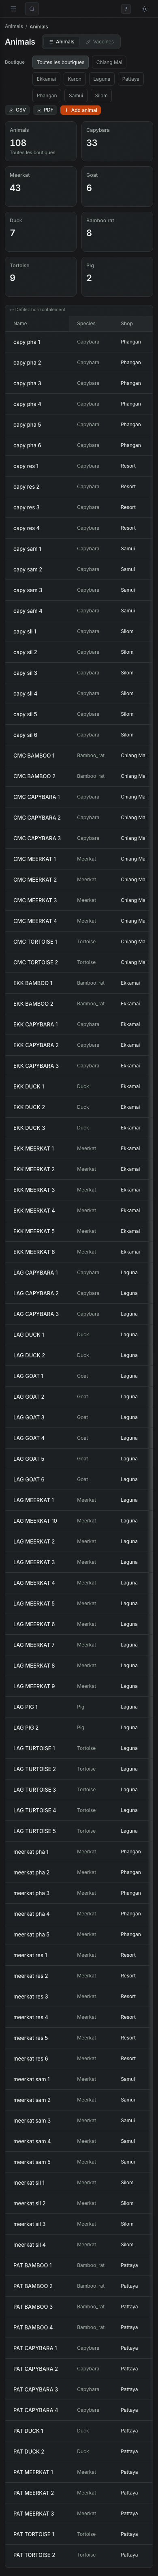 Animals / Animals
Animals
Animals Vaccines
Boutique Toutes les boutiques Chiang Mai
Ekkamai Karon Laguna Pattaya
Phangan Samui Silom
CSV PDF + Add animal
Animals Capybara
108 33
Toutes les boutiques
Meerkat Goat
43 6
Duck Bamboo rat
7 8
Tortoise Pig
9 2
Défilez horizontalement
Name Species Shop
capy pha 1 Capybara Phangan
capy pha 2 Capybara Phangan
capy pha 3 Capybara Phangan
capy pha 4 Capybara Phangan
capy pha 5 Capybara Phangan
capy pha 6 Capybara Phangan
capy res 1 Capybara Resort
capy res 2 Capybara Resort
capy res 3 Capybara Resort
capy res 4 Capybara Resort
capy sam 1 Capybara Samui
capy sam 2 Capybara Samui
capy sam 3 Capybara Samui
capy sam 4 Capybara Samui
capy sil 1 Capybara Silom
capy sil 2 Capybara Silom
capy sil 3 Capybara Silom
capy sil 4 Capybara Silom
capy sil 5 Capybara Silom
capy sil 6 Capybara Silom
CMC BAMBOO 1 Bamboo_rat Chiang Mai
CMC BAMBOO 2 Bamboo_rat Chiang Mai
CMC CAPYBARA 1 Capybara Chiang Mai
CMC CAPYBARA 2 Capybara Chiang Mai
CMC CAPYBARA 3 Capybara Chiang Mai
CMC MEERKAT 1 Meerkat Chiang Mai
CMC MEERKAT 2 Meerkat Chiang Mai
CMC MEERKAT 3 Meerkat Chiang Mai
CMC MEERKAT 4 Meerkat Chiang Mai
CMC TORTOISE 1 Tortoise Chiang Mai
CMC TORTOISE 2 Tortoise Chiang Mai
EKK BAMBOO 1 Bamboo_rat Ekkamai
EKK BAMBOO 2 Bamboo_rat Ekkamai
EKK CAPYBARA 1 Capybara Ekkamai
EKK CAPYBARA 2 Capybara Ekkamai
EKK CAPYBARA 3 Capybara Ekkamai
EKK DUCK 1 Duck Ekkamai
EKK DUCK 2 Duck Ekkamai
EKK DUCK 3 Duck Ekkamai
EKK MEERKAT 1 Meerkat Ekkamai
EKK MEERKAT 2 Meerkat Ekkamai
EKK MEERKAT 3 Meerkat Ekkamai
EKK MEERKAT 4 Meerkat Ekkamai
EKK MEERKAT 5 Meerkat Ekkamai
EKK MEERKAT 6 Meerkat Ekkamai
LAG CAPYBARA 1 Capybara Laguna
LAG CAPYBARA 2 Capybara Laguna
LAG CAPYBARA 3 Capybara Laguna
LAG DUCK 1 Duck Laguna
LAG DUCK 2 Duck Laguna
LAG GOAT 1 Goat Laguna
LAG GOAT 2 Goat Laguna
LAG GOAT 3 Goat Laguna
LAG GOAT 4 Goat Laguna
LAG GOAT 5 Goat Laguna
LAG GOAT 6 Goat Laguna
LAG MEERKAT 1 Meerkat Laguna
LAG MEERKAT 10 Meerkat Laguna
LAG MEERKAT 2 Meerkat Laguna
LAG MEERKAT 3 Meerkat Laguna
LAG MEERKAT 4 Meerkat Laguna
LAG MEERKAT 5 Meerkat Laguna
LAG MEERKAT 6 Meerkat Laguna
LAG MEERKAT 7 Meerkat Laguna
LAG MEERKAT 8 Meerkat Laguna
LAG MEERKAT 9 Meerkat Laguna
LAG PIG 1 Pig Laguna
LAG PIG 2 Pig Laguna
LAG TURTOISE 1 Tortoise Laguna
LAG TURTOISE 2 Tortoise Laguna
LAG TURTOISE 3 Tortoise Laguna
LAG TURTOISE 4 Tortoise Laguna
LAG TURTOISE 5 Tortoise Laguna
meerkat pha 1 Meerkat Phangan
meerkat pha 2 Meerkat Phangan
meerkat pha 3 Meerkat Phangan
meerkat pha 4 Meerkat Phangan
meerkat pha 5 Meerkat Phangan
meerkat res 1 Meerkat Resort
meerkat res 2 Meerkat Resort
meerkat res 3 Meerkat Resort
meerkat res 4 Meerkat Resort
meerkat res 5 Meerkat Resort
meerkat res 6 Meerkat Resort
meerkat sam 1 Meerkat Samui
meerkat sam 2 Meerkat Samui
meerkat sam 3 Meerkat Samui
meerkat sam 4 Meerkat Samui
meerkat sam 5 Meerkat Samui
meerkat sil 1 Meerkat Silom
meerkat sil 2 Meerkat Silom
meerkat sil 3 Meerkat Silom
meerkat sil 4 Meerkat Silom
PAT BAMBOO 1 Bamboo_rat Pattaya
PAT BAMBOO 2 Bamboo_rat Pattaya
PAT BAMBOO 3 Bamboo_rat Pattaya
PAT BAMBOO 4 Bamboo_rat Pattaya
PAT CAPYBARA 1 Capybara Pattaya
PAT CAPYBARA 2 Capybara Pattaya
PAT CAPYBARA 3 Capybara Pattaya
PAT CAPYBARA 4 Capybara Pattaya
PAT DUCK 1 Duck Pattaya
PAT DUCK 2 Duck Pattaya
PAT MEERKAT 1 Meerkat Pattaya
PAT MEERKAT 2 Meerkat Pattaya
PAT MEERKAT 3 Meerkat Pattaya
PAT TORTOISE 1 Tortoise Pattaya
PAT TORTOISE 2 Tortoise Pattaya